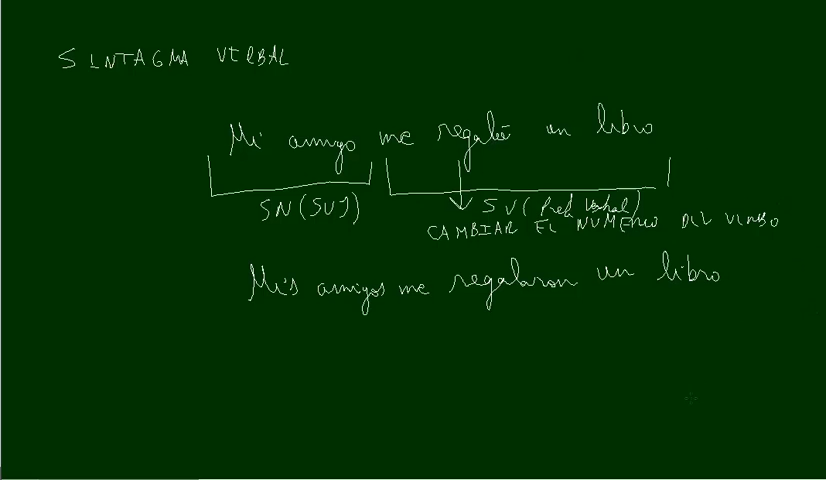 SINTAGMA VERBAL
Mi amigo me regaló un libro
SN (SUJ) SV (Pred Verbal)
CAMBIAR EL NUMERO DEL VERBO
Mis amigos me regalaron un libro